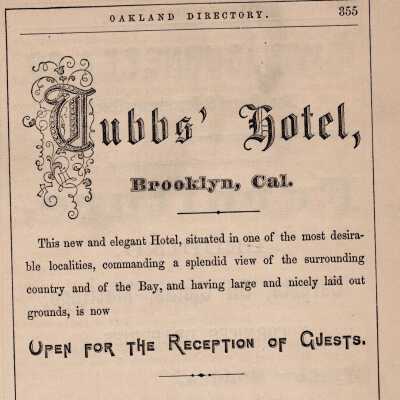 OAKLAND DIRECTORY. 355
Tubbs' Hotel,
Brooklyn, Cal.
This new and elegant Hotel, situated in one of the most desira-
ble localities, commanding a splendid view of the surrounding
country and of the Bay, and having large and nicely laid out
grounds, is now
OPEN FOR THE RECEPTION OF GUESTS.